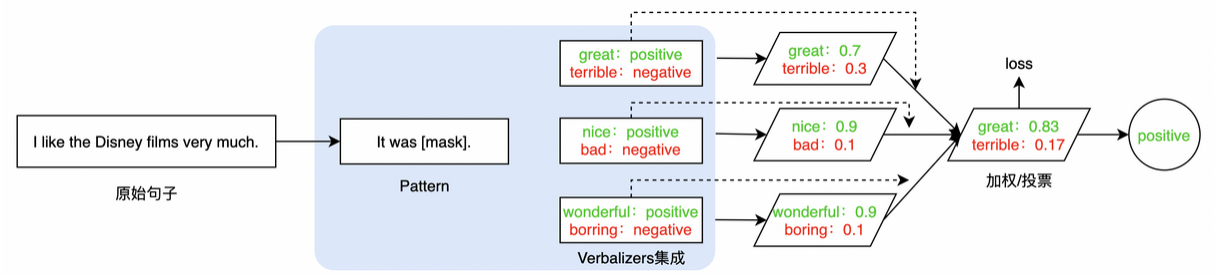 I like the Disney films very much.
原始句子
It was [mask].
Pattern
great：positive
terrible：negative
nice：positive
bad：negative
wonderful：positive
borring：negative
Verbalizers集成
great：0.7
terrible：0.3
nice：0.9
bad：0.1
wonderful：0.9
boring：0.1
loss
great：0.83
terrible：0.17
加权/投票
positive